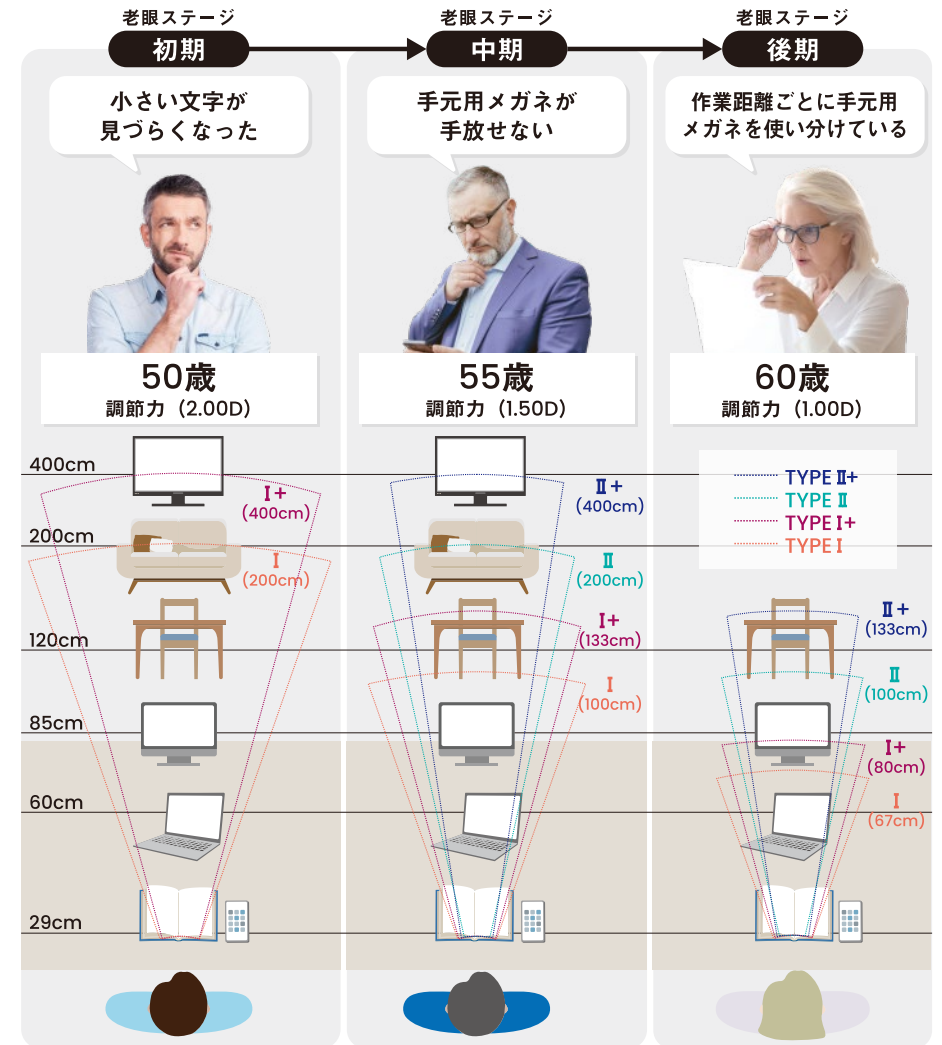 老眼ステージ
初期
老眼ステージ
中期
老眼ステージ
後期
小さい文字が
見づらくなった
手元用メガネが
手放せない
作業距離ごとに手元用
メガネを使い分けている
50歳
調節力（2.00D）
55歳
調節力（1.50D）
60歳
調節力（1.00D）
400cm
200cm
120cm
85cm
60cm
29cm
I+
(400cm)
I
(200cm)
II+
(400cm)
II
(200cm)
I+
(133cm)
I
(100cm)
TYPE II+
TYPE II
TYPE I+
TYPE I
II+
(133cm)
II
(100cm)
I+
(80cm)
I
(67cm)